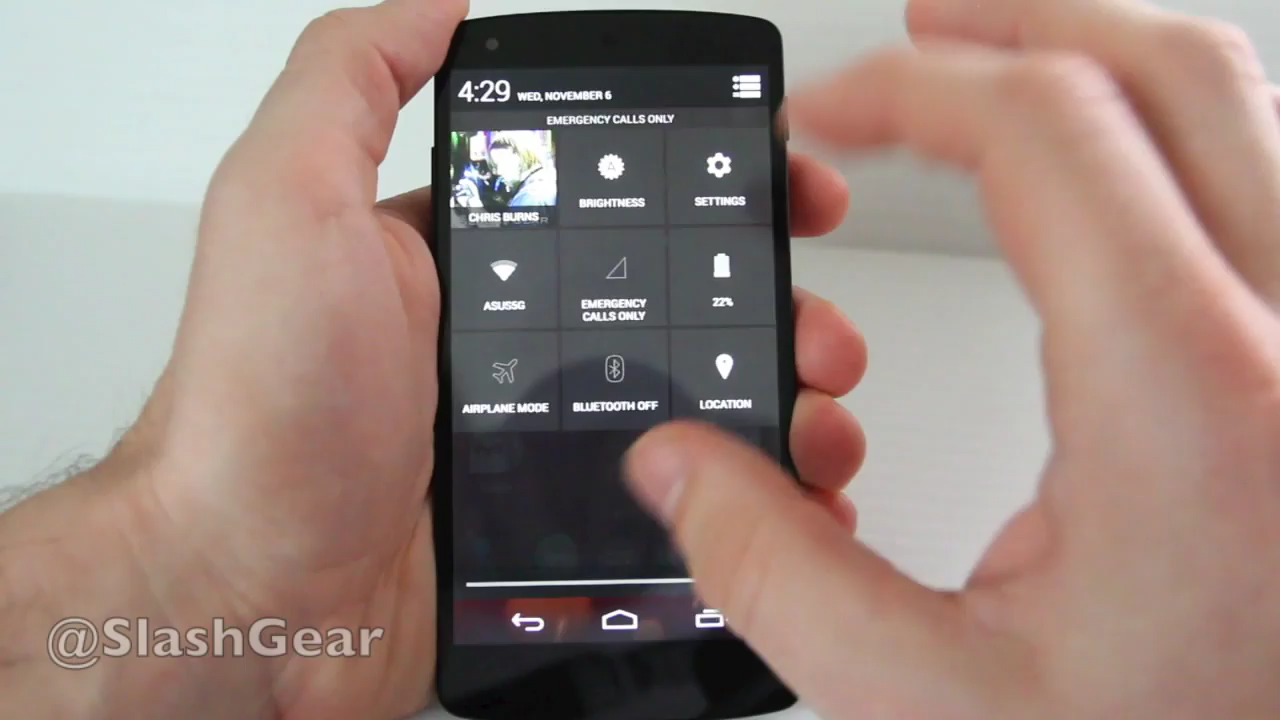 4:29 WED, NOVEMBER 6
EMERGENCY CALLS ONLY
CHRIS BURNS
BRIGHTNESS
SETTINGS
ASUS5G
EMERGENCY
CALLS ONLY
22%
AIRPLANE MODE
BLUETOOTH OFF
LOCATION
@SlashGear